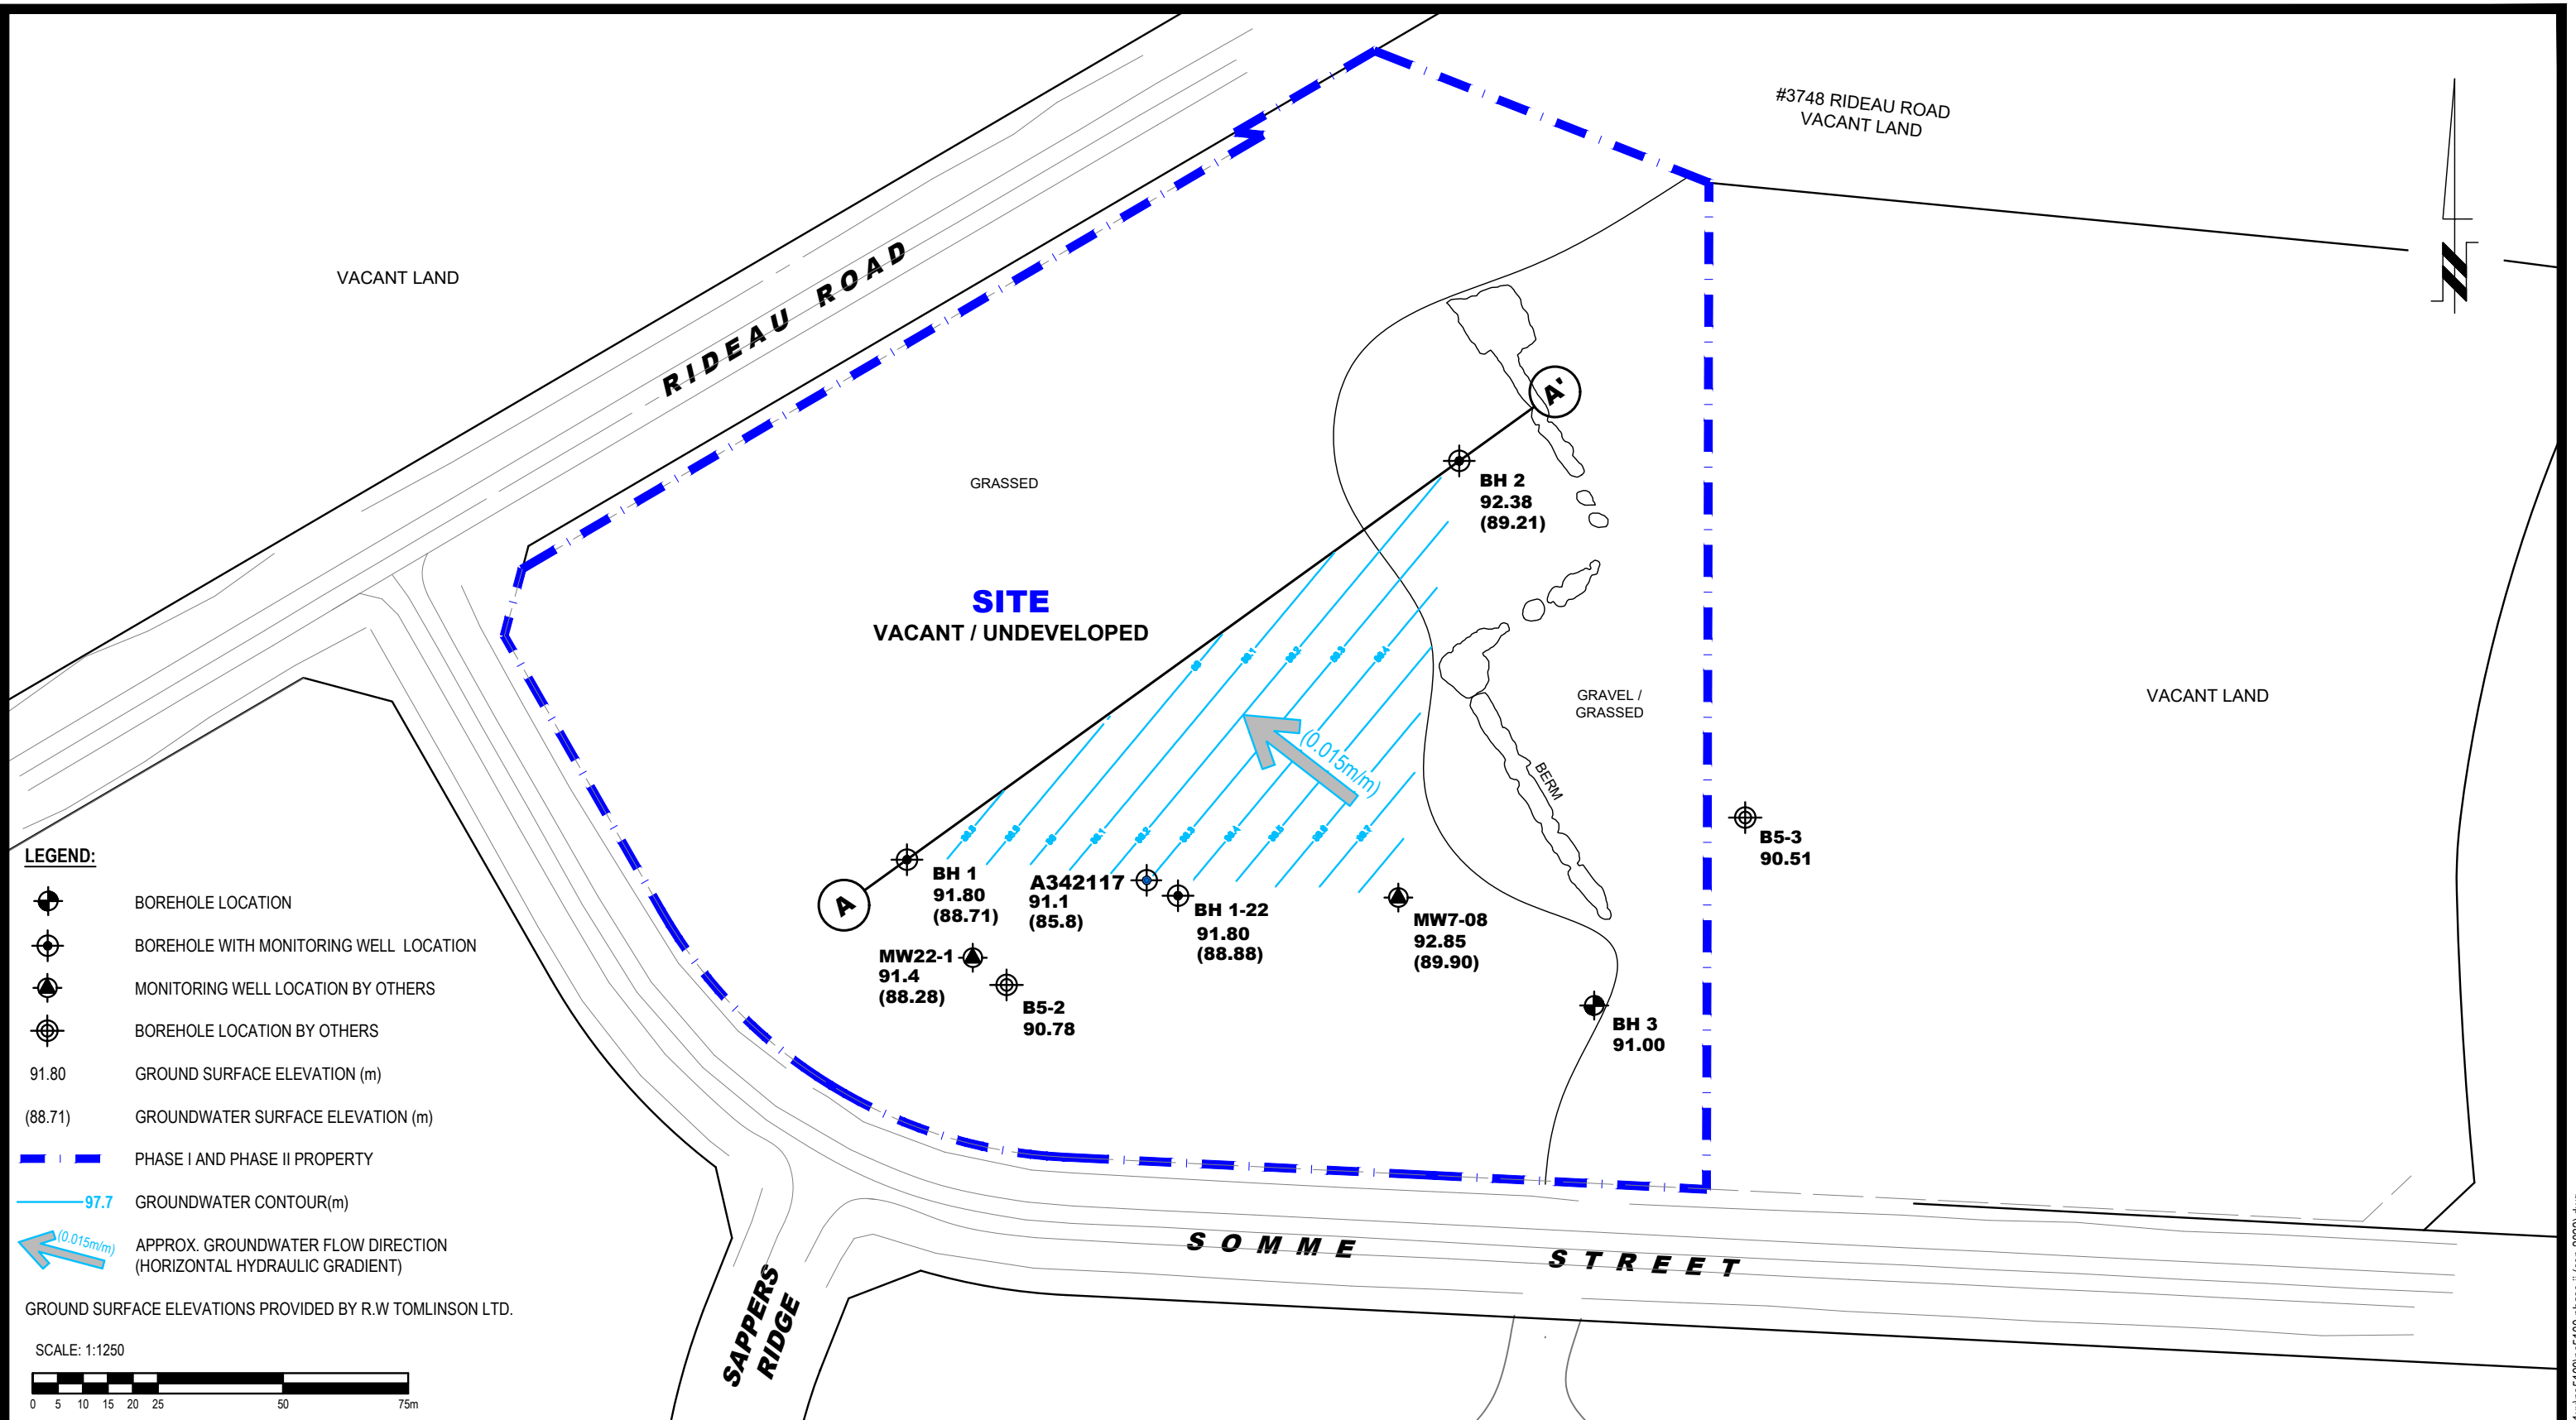 #3748 RIDEAU ROAD
VACANT LAND
VACANT LAND
RIDEAU ROAD
A'
GRASSED
BH 2
92.38
(89.21)
SITE
VACANT / UNDEVELOPED
GRAVEL /
GRASSED
VACANT LAND
(0.015m/m)
BERM
B5-3
90.51
A
BH 1
91.80
(88.71)
A342117
91.1
(85.8)
BH 1-22
91.80
(88.88)
MW7-08
92.85
(89.90)
MW22-1
91.4
(88.28)
B5-2
90.78
BH 3
91.00
LEGEND:
BOREHOLE LOCATION
BOREHOLE WITH MONITORING WELL LOCATION
MONITORING WELL LOCATION BY OTHERS
BOREHOLE LOCATION BY OTHERS
91.80 GROUND SURFACE ELEVATION (m)
(88.71) GROUNDWATER SURFACE ELEVATION (m)
PHASE I AND PHASE II PROPERTY
97.7 GROUNDWATER CONTOUR(m)
(0.015m/m) APPROX. GROUNDWATER FLOW DIRECTION
(HORIZONTAL HYDRAULIC GRADIENT)
GROUND SURFACE ELEVATIONS PROVIDED BY R.W TOMLINSON LTD.
SCALE: 1:1250
0 5 10 15 20 25 50 75m
SOMME STREET
SAPPERS
RIDGE